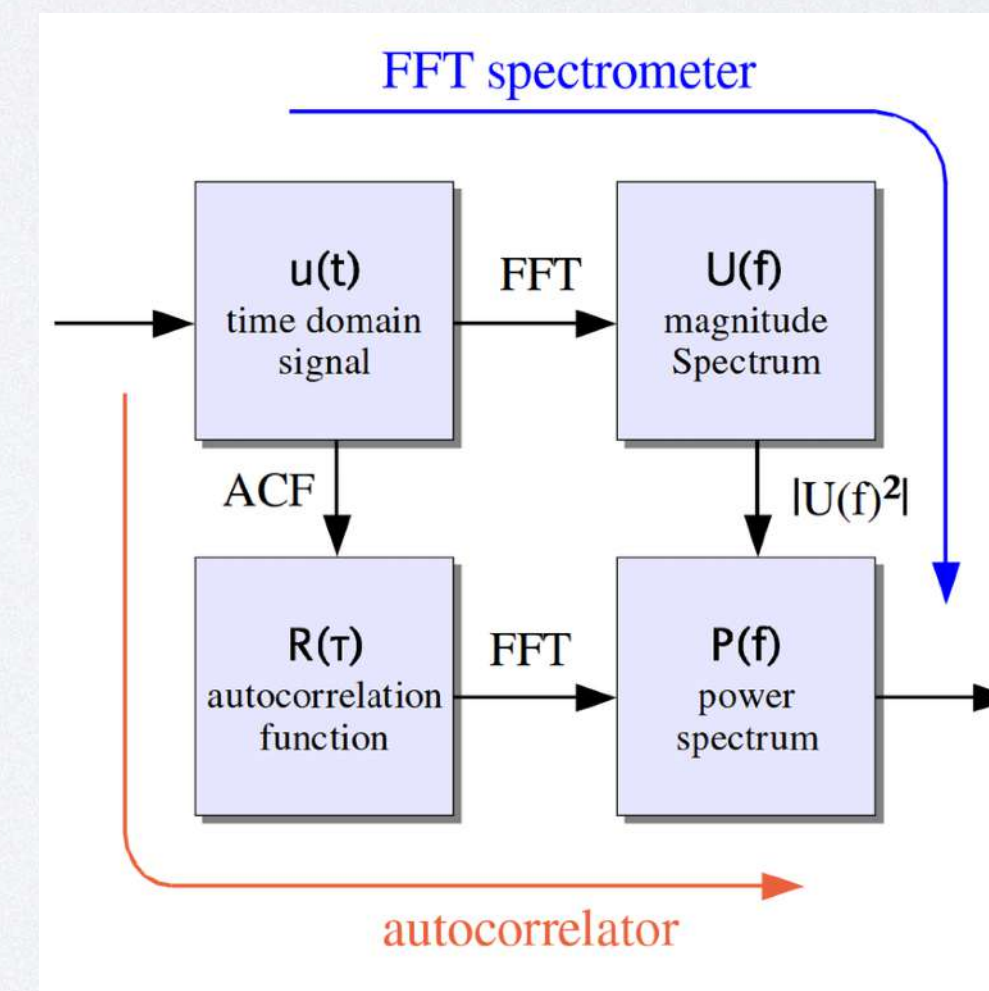 FFT spectrometer
u(t)
time domain
signal
FFT
U(f)
magnitude
Spectrum
ACF
|U(f)²|
R(τ)
autocorrelation
function
FFT
P(f)
power
spectrum
autocorrelator